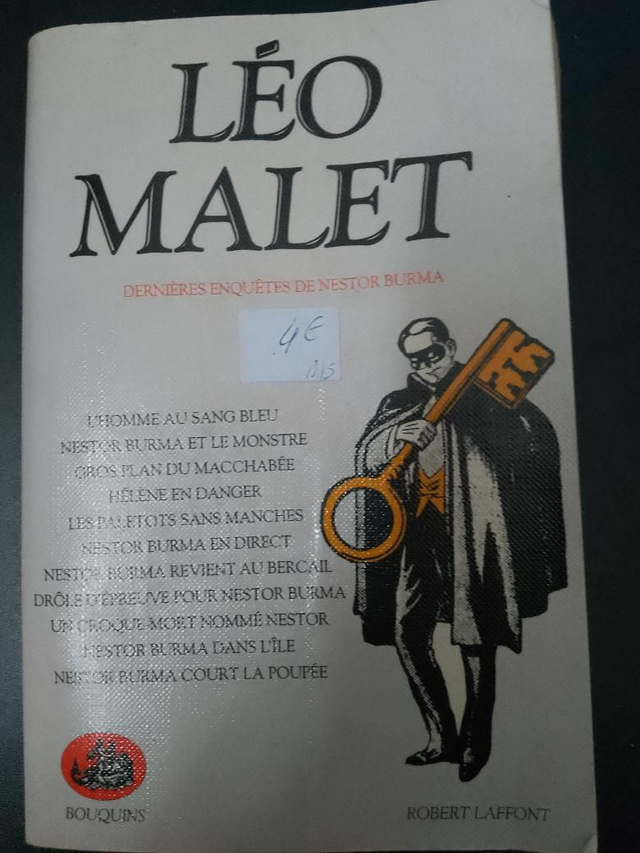 LÉO
MALET
DERNIÈRES ENQUÊTES DE NESTOR BURMA
4€
L'HOMME AU SANG BLEU
NESTOR BURMA ET LE MONSTRE
GROS PLAN DU MACCHABÉE
HÉLÈNE EN DANGER
LES PALETOTS SANS MANCHES
NESTOR BURMA EN DIRECT
NESTOR BURMA REVIENT AU BERCAIL
DRÔLE D'ÉPREUVE POUR NESTOR BURMA
UN CROQUE-MORT NOMMÉ NESTOR
NESTOR BURMA DANS L'ÎLE
NESTOR BURMA COURT LA POUPÉE
BOUQUINS
ROBERT LAFFONT